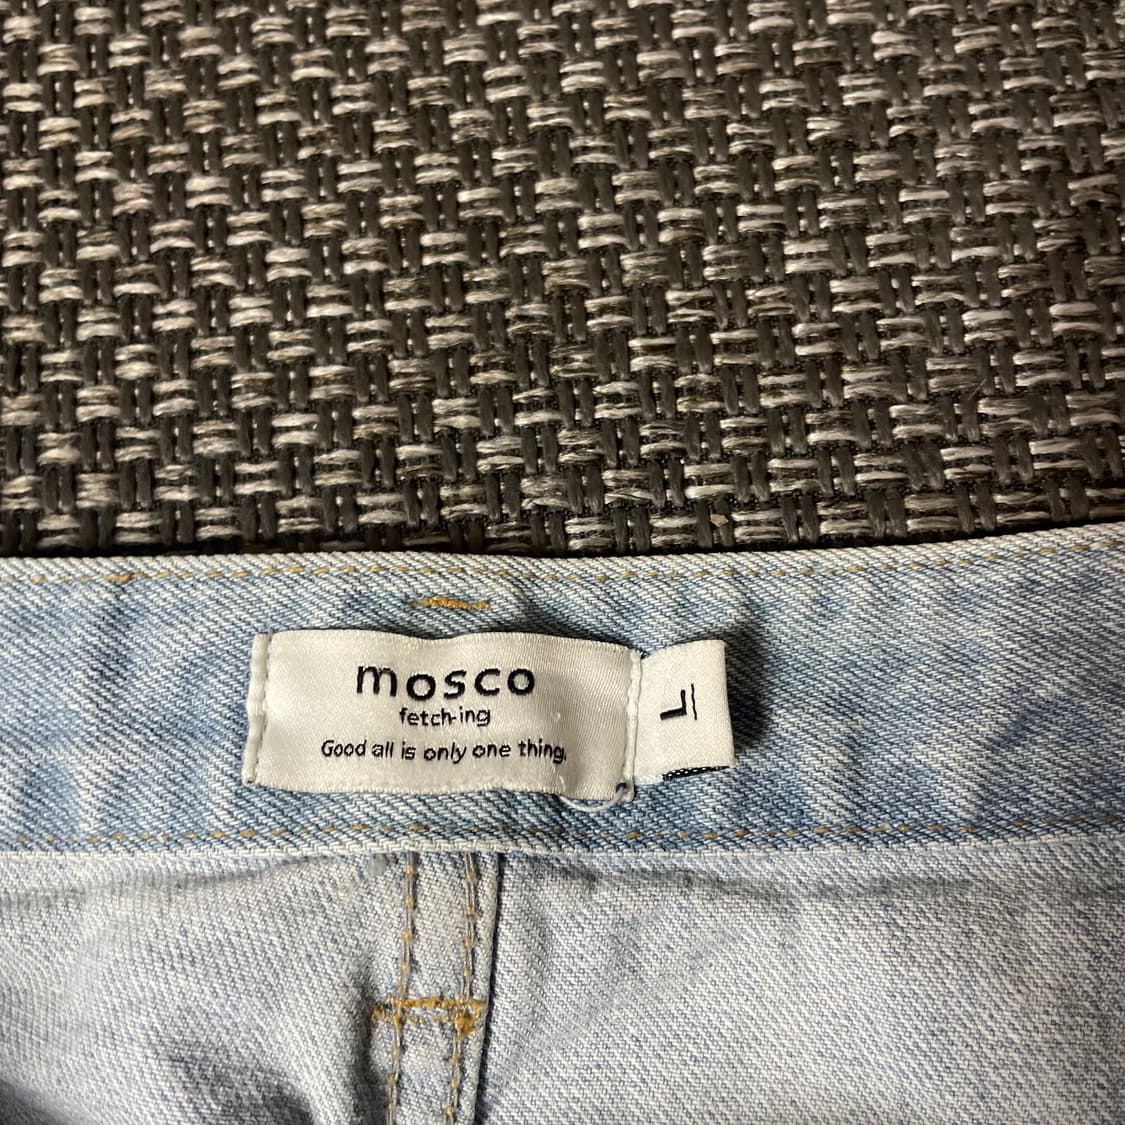 mosco
fetch-ing
Good all is only one thing.
L